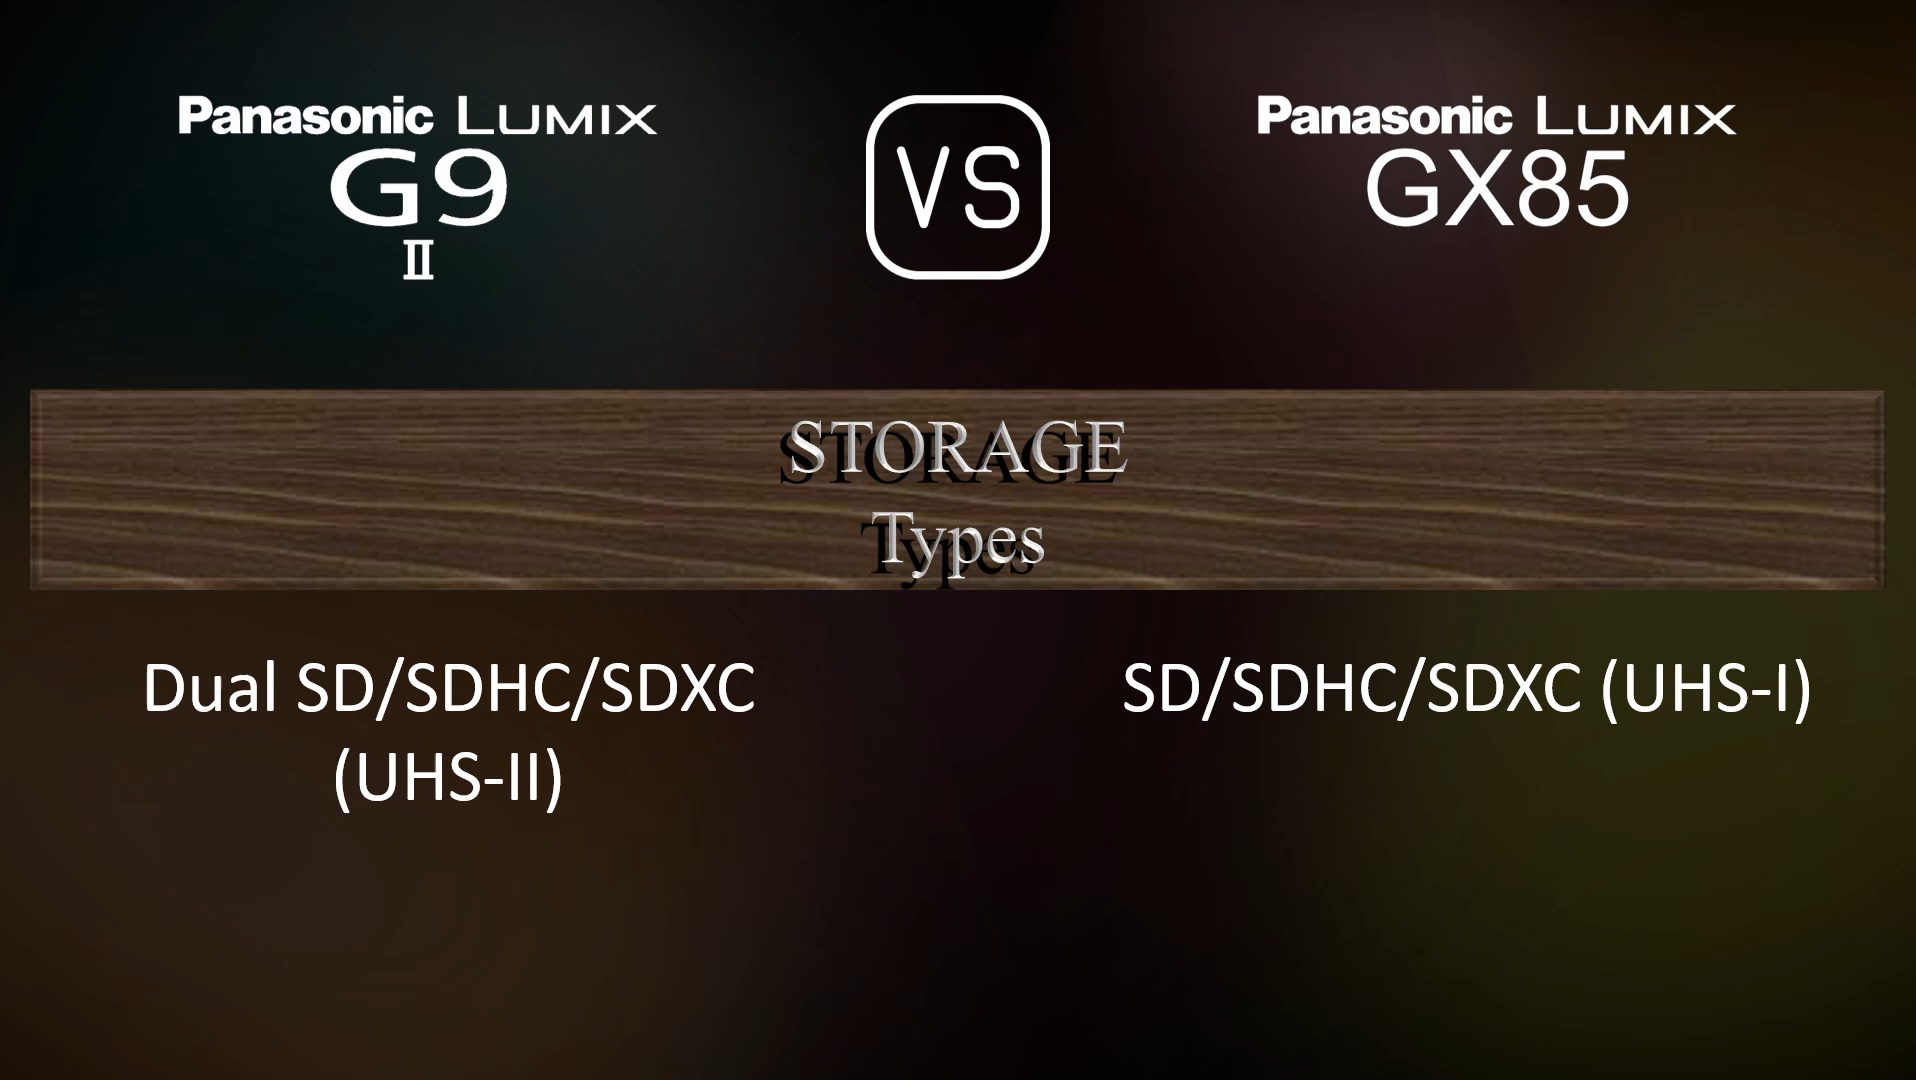 Panasonic LUMIX
G9
II
VS
Panasonic LUMIX
GX85
STORAGE
Types
Dual SD/SDHC/SDXC
(UHS-II)
SD/SDHC/SDXC (UHS-I)